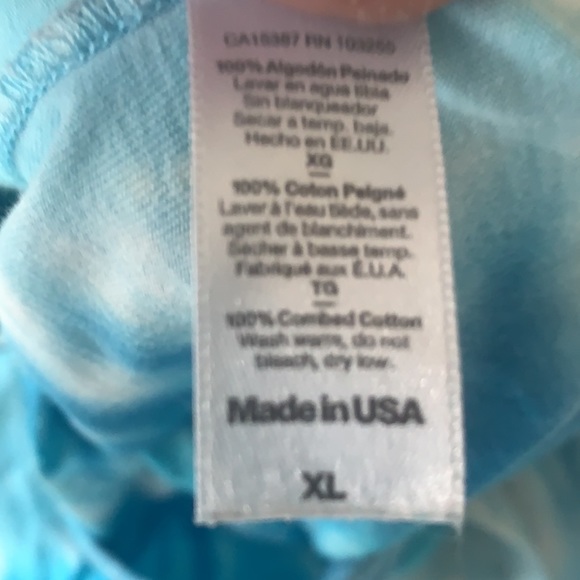 CA15387 RN 103255
100% Algodón Peinado
Lavar en agua tibia
Sin blanqueador
Secar a temp. baja.
Hecho en EE.UU.
XG
100% Coton Peigné
Laver à l'eau tiède, sans
agent de blanchiment.
Sécher à basse temp.
Fabriqué aux É.U.A.
TG
100% Combed Cotton
Wash warm, do not
bleach, dry low.
Made in USA
XL